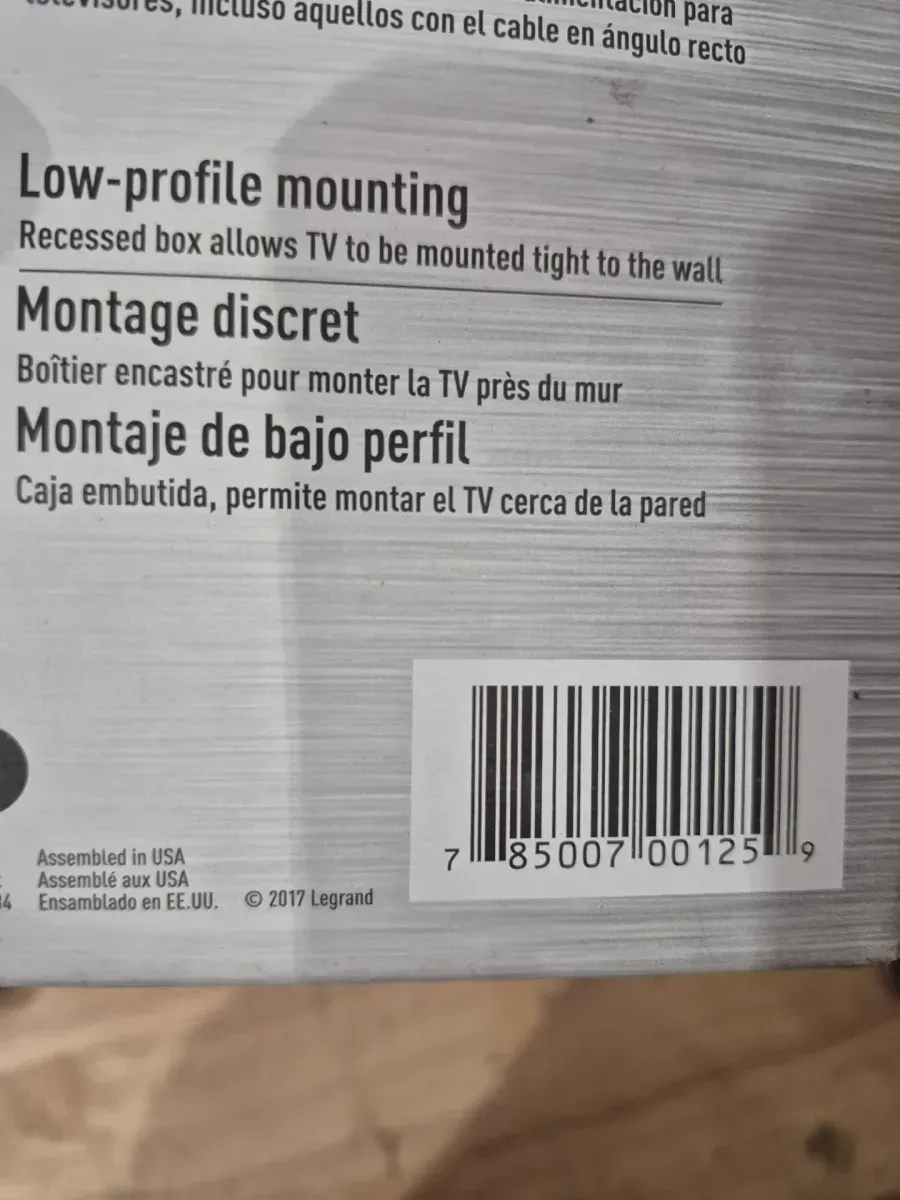 para
incluso aquellos con el cable en ángulo recto
Low-profile mounting
Recessed box allows TV to be mounted tight to the wall
Montage discret
Boîtier encastré pour monter la TV près du mur
Montaje de bajo perfil
Caja embutida, permite montar el TV cerca de la pared
7 85007 00125 9
Assembled in USA
Assemblé aux USA
Ensamblado en EE.UU. © 2017 Legrand